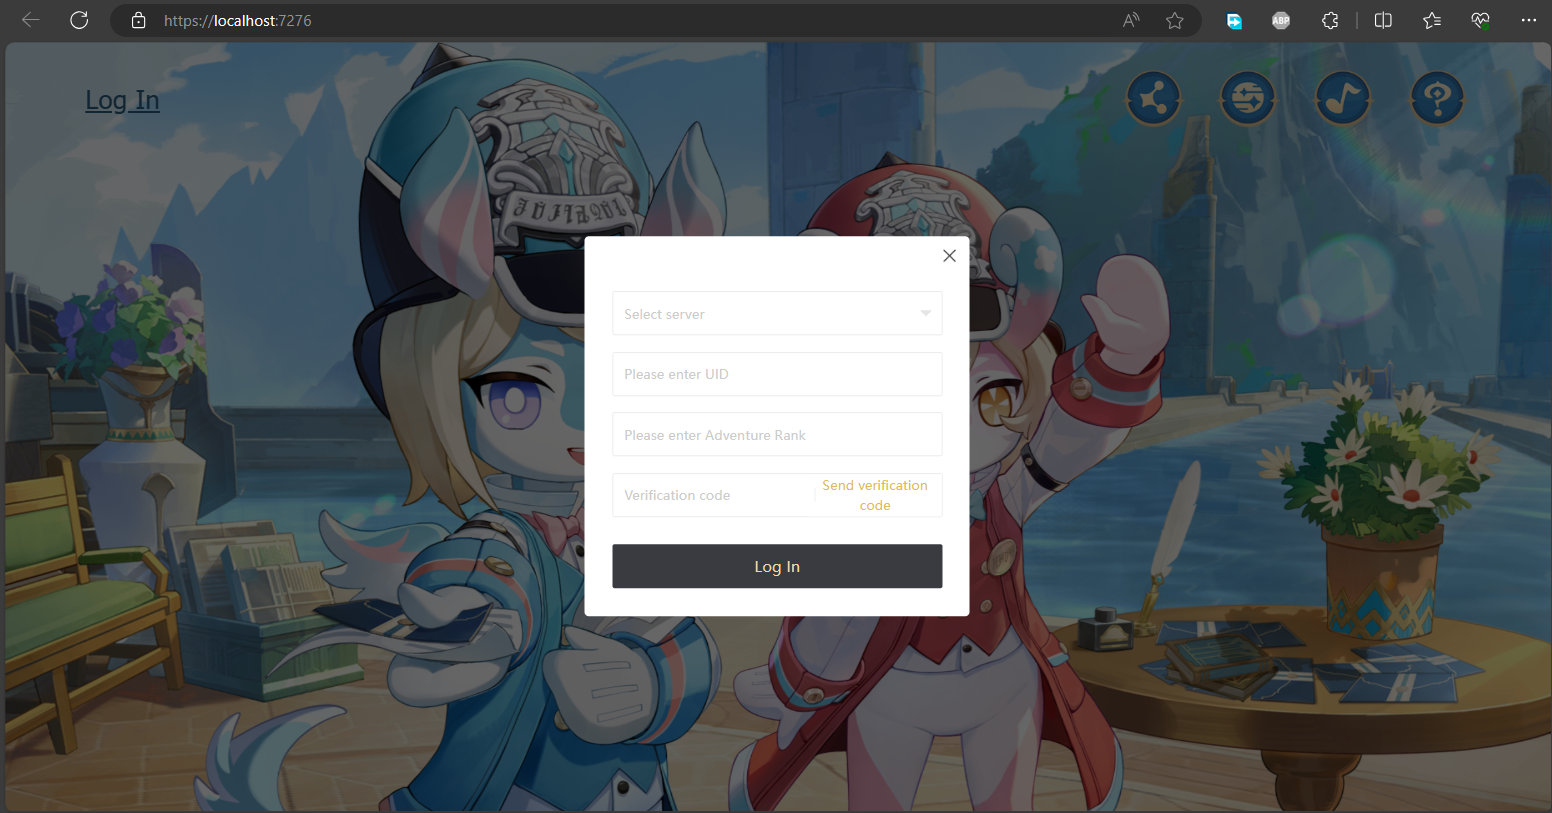 https://localhost:7276
ABP
Log In
Select server
Please enter UID
Please enter Adventure Rank
Verification code
Send verification
code
Log In